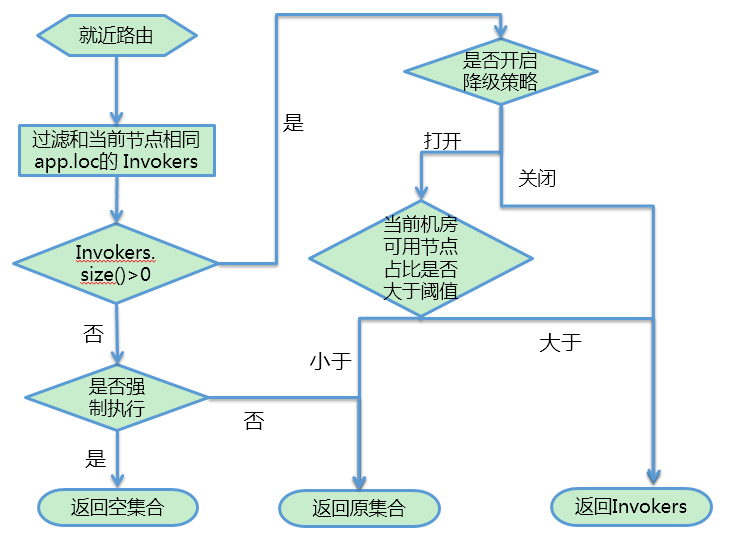 就近路由
是否开启
降级策略
是
过滤和当前节点相同
app.loc的 Invokers
打开
关闭
当前机房
可用节点
占比是否
大于阈值
Invokers.
size()>0
否
小于
大于
是否强
制执行
否
是
返回空集合
返回原集合
返回Invokers